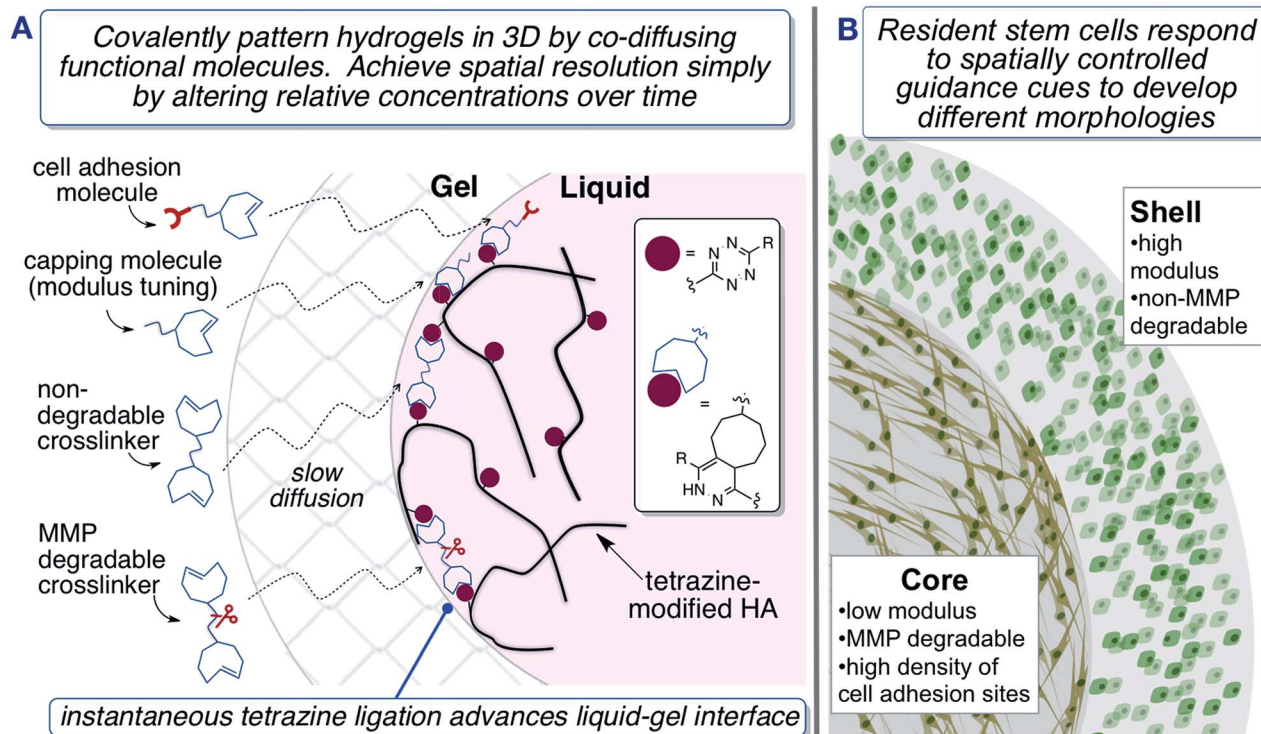 A
Covalently pattern hydrogels in 3D by co-diffusing
functional molecules. Achieve spatial resolution simply
by altering relative concentrations over time
cell adhesion
molecule
capping molecule
(modulus tuning)
non-
degradable
crosslinker
MMP
degradable
crosslinker
slow
diffusion
Gel
Liquid
=
N
N
R
N
N
=
R
HN
N
tetrazine-
modified HA
instantaneous tetrazine ligation advances liquid-gel interface
B
Resident stem cells respond
to spatially controlled
guidance cues to develop
different morphologies
Shell
•high
modulus
•non-MMP
degradable
Core
•low modulus
•MMP degradable
•high density of
cell adhesion sites